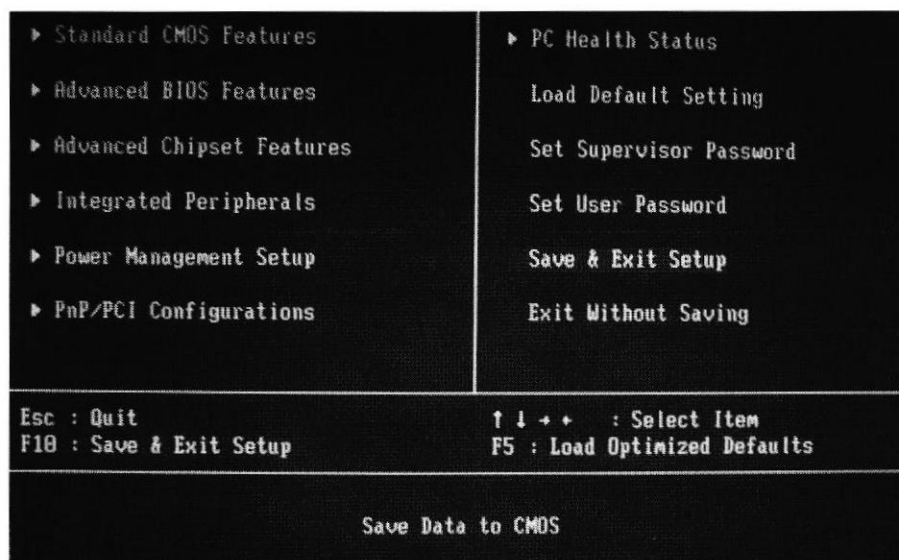 ▶ Standard CMOS Features
▶ Advanced BIOS Features
▶ Advanced Chipset Features
▶ Integrated Peripherals
▶ Power Management Setup
▶ PnP/PCI Configurations
▶ PC Health Status
Load Default Setting
Set Supervisor Password
Set User Password
Save & Exit Setup
Exit Without Saving
Esc : Quit
F10 : Save & Exit Setup
↑ ↓ → ← : Select Item
F5 : Load Optimized Defaults
Save Data to CMOS